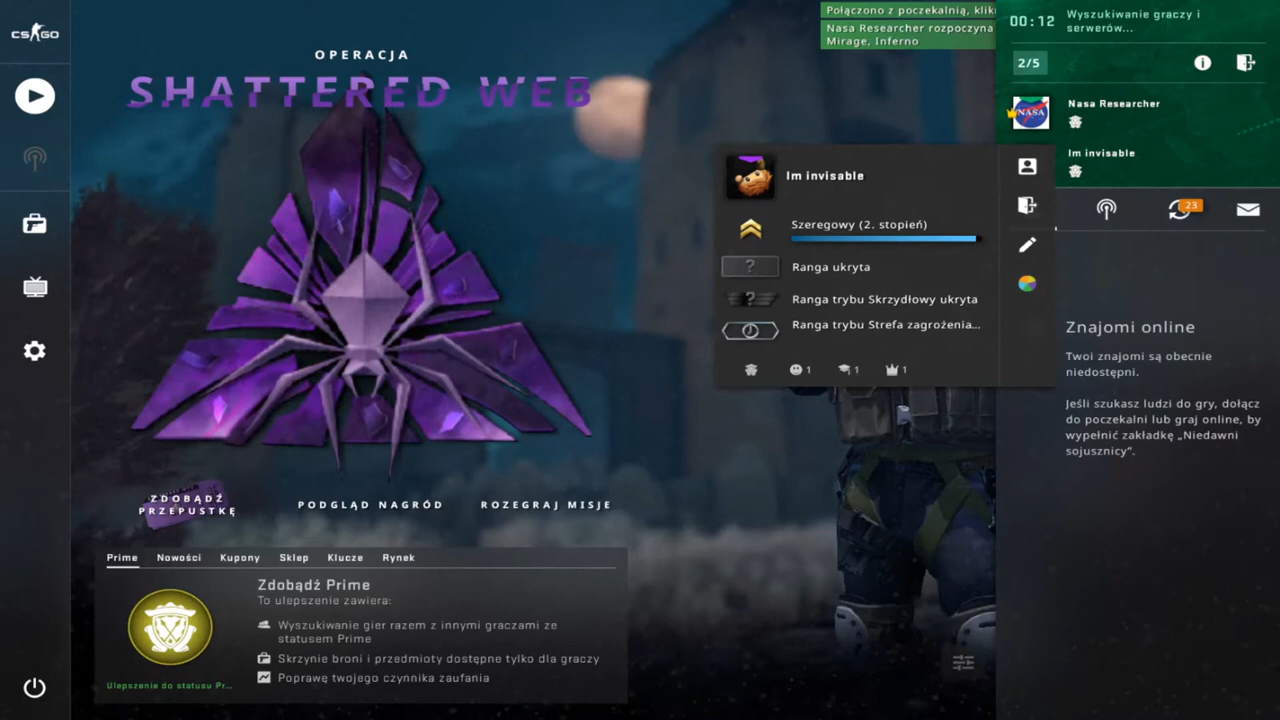 CS GO
OPERACJA
SHATTERED WEB
ZDOBĄDŹ
PRZEPUSTKĘ
PODGLĄD NAGRÓD
ROZEGRAJ MISJE
Prime
Nowości
Kupony
Sklep
Klucze
Rynek
Zdobądź Prime
To ulepszenie zawiera:
Wyszukiwanie gier razem z innymi graczami ze
statusem Prime
Skrzynie broni i przedmioty dostępne tylko dla graczy
Poprawę twojego czynnika zaufania
Ulepszenie do statusu Pr...
Połączono z poczekalnią, klik
Nasa Researcher rozpoczyna
Mirage, Inferno
Im invisable
Szeregowy (2. stopień)
?
Ranga ukryta
?
Ranga trybu Skrzydłowy ukryta
Ranga trybu Strefa zagrożenia...
1
1
1
00:12
Wyszukiwanie graczy i
serwerów...
2/5
NASA
Nasa Researcher
Im invisable
23
Znajomi online
Twoi znajomi są obecnie
niedostępni.
Jeśli szukasz ludzi do gry, dołącz
do poczekalni lub graj online, by
wypełnić zakładkę „Niedawni
sojusznicy”.